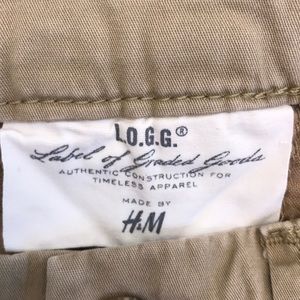 L.O.G.G.®
Label of Graded Goods
AUTHENTIC CONSTRUCTION FOR
TIMELESS APPAREL
MADE BY
H&M